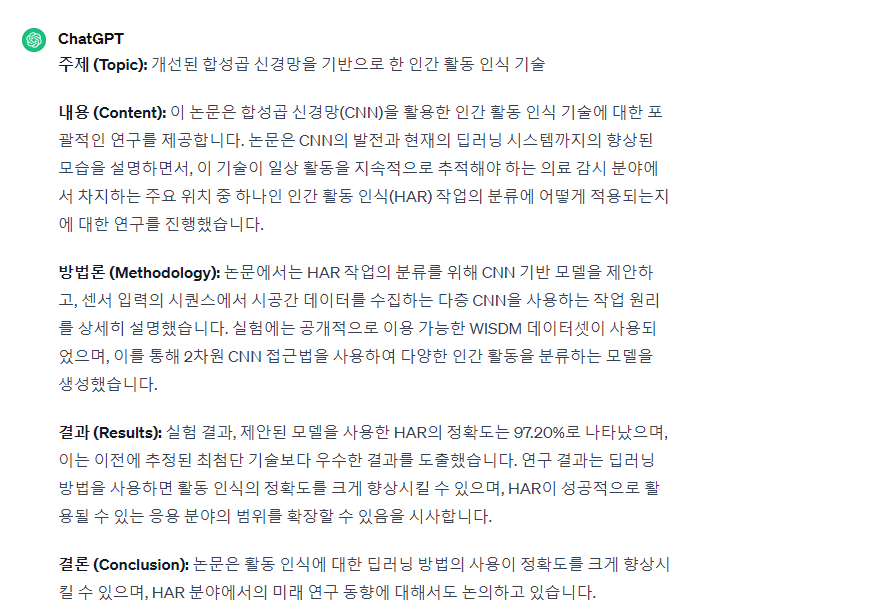 ChatGPT
주제 (Topic): 개선된 합성곱 신경망을 기반으로 한 인간 활동 인식 기술
내용 (Content): 이 논문은 합성곱 신경망(CNN)을 활용한 인간 활동 인식 기술에 대한 포
괄적인 연구를 제공합니다. 논문은 CNN의 발전과 현재의 딥러닝 시스템까지의 향상된
모습을 설명하면서, 이 기술이 일상 활동을 지속적으로 추적해야 하는 의료 감시 분야에
서 차지하는 주요 위치 중 하나인 인간 활동 인식(HAR) 작업의 분류에 어떻게 적용되는지
에 대한 연구를 진행했습니다.
방법론 (Methodology): 논문에서는 HAR 작업의 분류를 위해 CNN 기반 모델을 제안하
고, 센서 입력의 시퀀스에서 시공간 데이터를 수집하는 다층 CNN을 사용하는 작업 원리
를 상세히 설명했습니다. 실험에는 공개적으로 이용 가능한 WISDM 데이터셋이 사용되
었으며, 이를 통해 2차원 CNN 접근법을 사용하여 다양한 인간 활동을 분류하는 모델을
생성했습니다.
결과 (Results): 실험 결과, 제안된 모델을 사용한 HAR의 정확도는 97.20%로 나타났으며,
이는 이전에 추정된 최첨단 기술보다 우수한 결과를 도출했습니다. 연구 결과는 딥러닝
방법을 사용하면 활동 인식의 정확도를 크게 향상시킬 수 있으며, HAR이 성공적으로 활
용될 수 있는 응용 분야의 범위를 확장할 수 있음을 시사합니다.
결론 (Conclusion): 논문은 활동 인식에 대한 딥러닝 방법의 사용이 정확도를 크게 향상시
킬 수 있으며, HAR 분야에서의 미래 연구 동향에 대해서도 논의하고 있습니다.